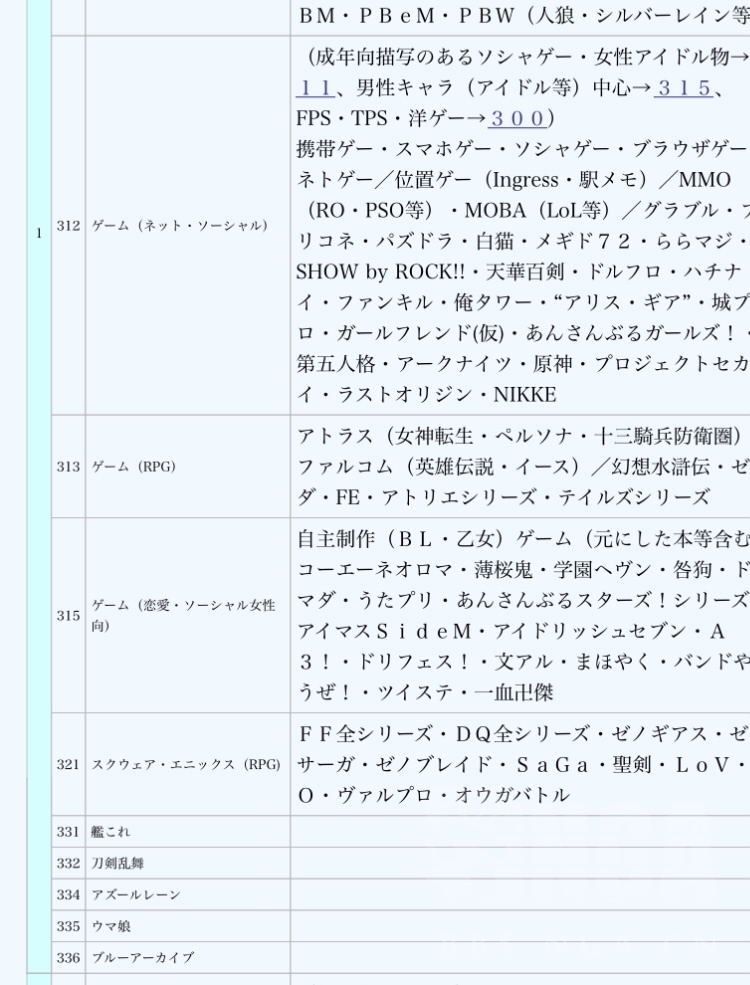 ＢＭ・ＰＢｅＭ・ＰＢＷ（人狼・シルバーレイン等
1
312
ゲーム（ネット・ソーシャル）
（成年向描写のあるソシャゲー・女性アイドル物→
１１、男性キャラ（アイドル等）中心→３１５、
FPS・TPS・洋ゲー→３００）
携帯ゲー・スマホゲー・ソシャゲー・ブラウザゲー
ネトゲー／位置ゲー（Ingress・駅メモ）／MMO
（RO・PSO等）・MOBA（LoL等）／グラブル・プ
リコネ・パズドラ・白猫・メギド７２・ららマジ・
SHOW by ROCK!!・天華百剣・ドルフロ・ハチナ
イ・ファンキル・俺タワー・“アリス・ギア”・城プ
ロ・ガールフレンド(仮)・あんさんぶるガールズ！・
第五人格・アークナイツ・原神・プロジェクトセカ
イ・ラストオリジン・NIKKE
313
ゲーム（RPG）
アトラス（女神転生・ペルソナ・十三騎兵防衛圏）
ファルコム（英雄伝説・イース）／幻想水滸伝・ゼ
ダ・FE・アトリエシリーズ・テイルズシリーズ
315
ゲーム（恋愛・ソーシャル女性
向）
自主制作（ＢＬ・乙女）ゲーム（元にした本等含む
コーエーネオロマ・薄桜鬼・学園ヘヴン・咎狗・ド
マダ・うたプリ・あんさんぶるスターズ！シリーズ
アイマスＳｉｄｅＭ・アイドリッシュセブン・Ａ
３！・ドリフェス！・文アル・まほやく・バンドや
うぜ！・ツイステ・一血卍傑
321
スクウェア・エニックス（RPG）
ＦＦ全シリーズ・ＤＱ全シリーズ・ゼノギアス・ゼ
サーガ・ゼノブレイド・ＳａＧａ・聖剣・ＬｏＶ・
Ｏ・ヴァルプロ・オウガバトル
331
艦これ
332
刀剣乱舞
334
アズールレーン
335
ウマ娘
336
ブルーアーカイブ